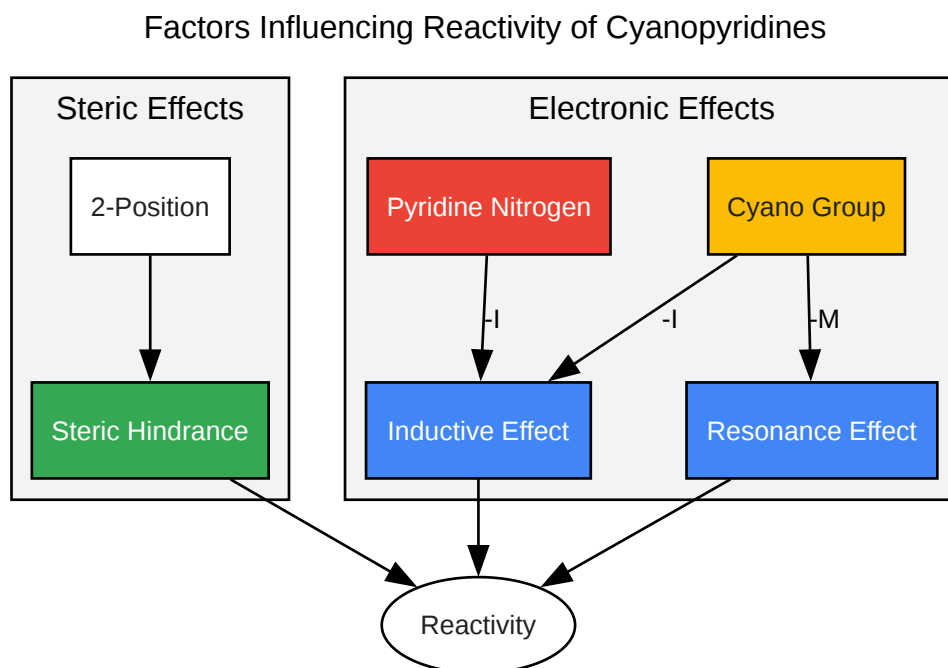 Factors Influencing Reactivity of Cyanopyridines
Steric Effects
Electronic Effects
2-Position
Pyridine Nitrogen
Cyano Group
-I
-I
-M
Steric Hindrance
Inductive Effect
Resonance Effect
Reactivity